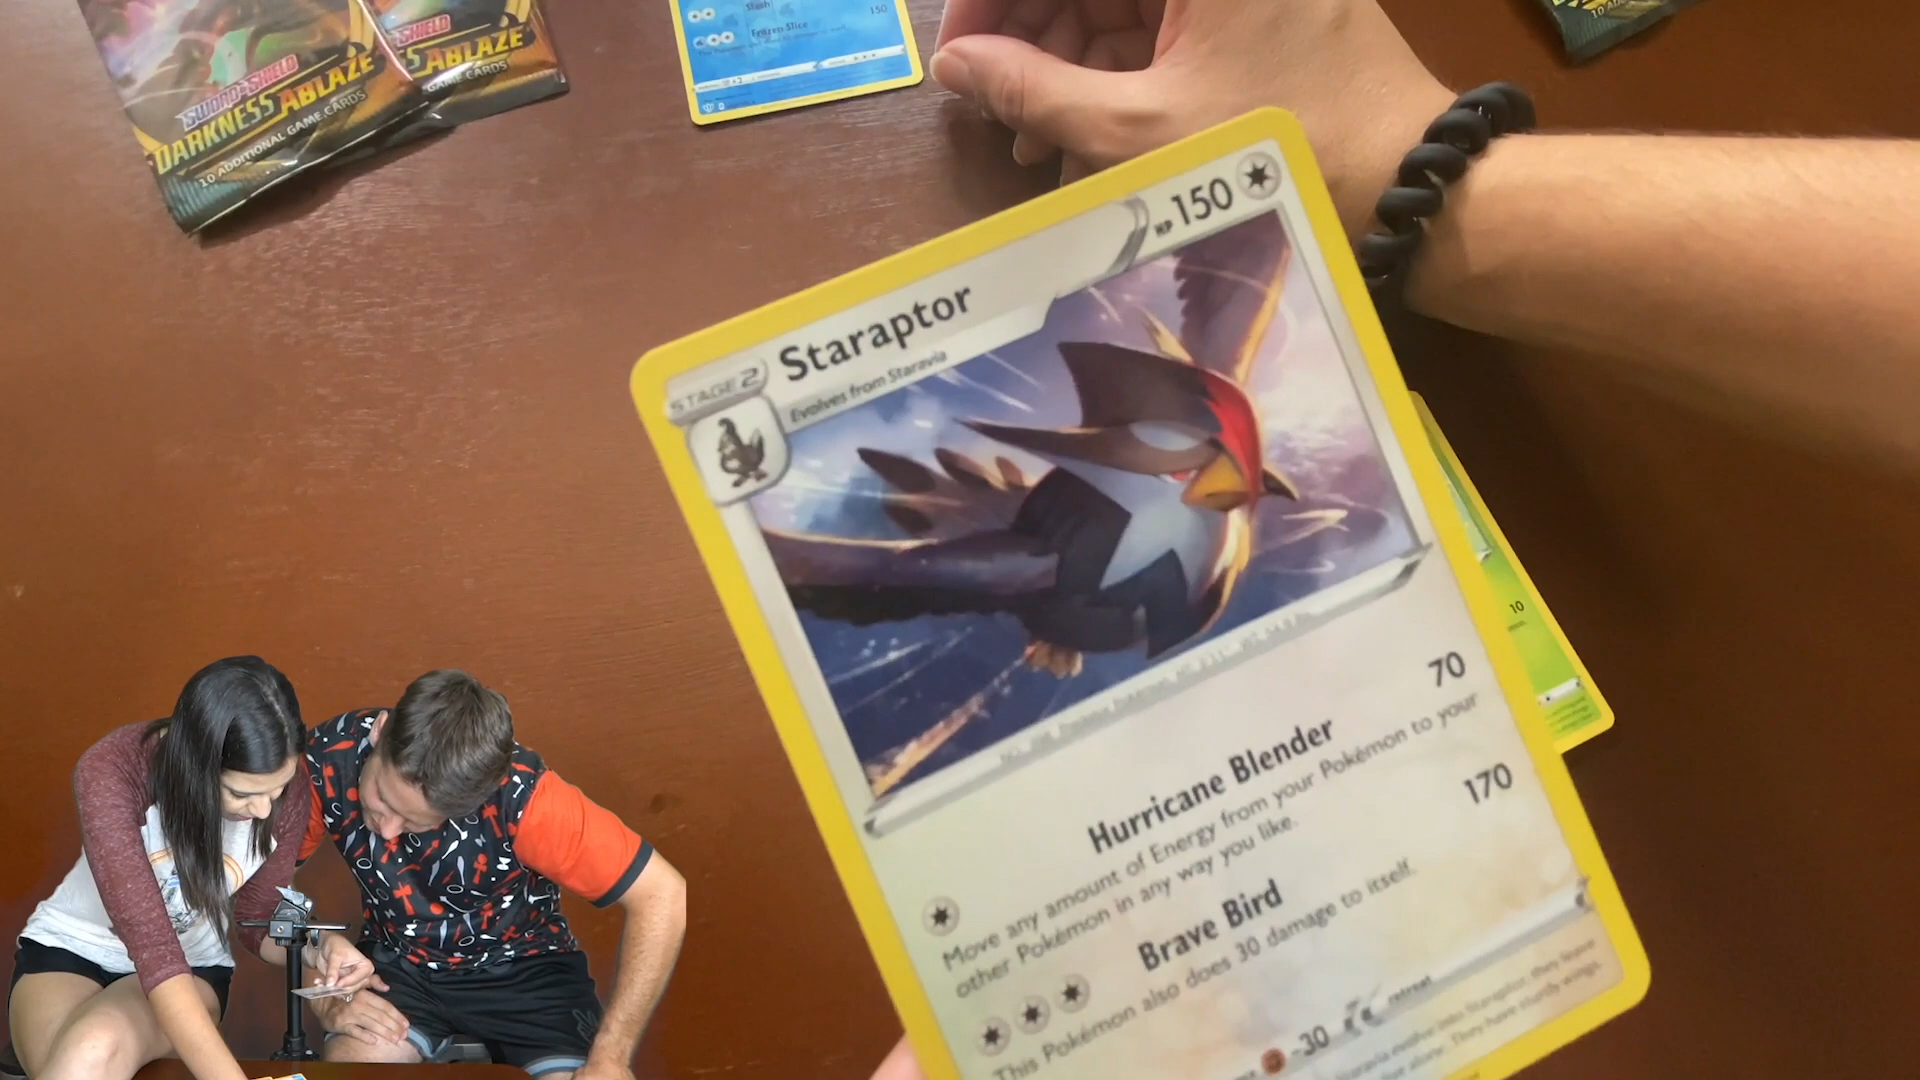 SWORD & SHIELD
DARKNESS ABLAZE
10 ADDITIONAL GAME CARDS
SHIELD
S ABLAZE
GAME CARDS
Slash
150
Frozen Slice
10 AD
STAGE 2
Staraptor
HP 150
Evolves from Staravia
Hurricane Blender
70
Move any amount of Energy from your Pokémon to your
other Pokémon in any way you like.
Brave Bird
170
This Pokémon also does 30 damage to itself.
-30
retreat
10